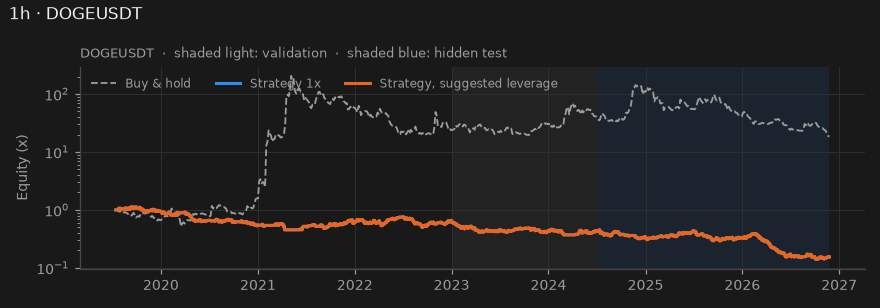 1h · DOGEUSDT
DOGEUSDT · shaded light: validation · shaded blue: hidden test
Buy & hold Strategy 1x Strategy, suggested leverage
Equity (x)
10²
10¹
10⁰
10⁻¹
2020 2021 2022 2023 2024 2025 2026 2027